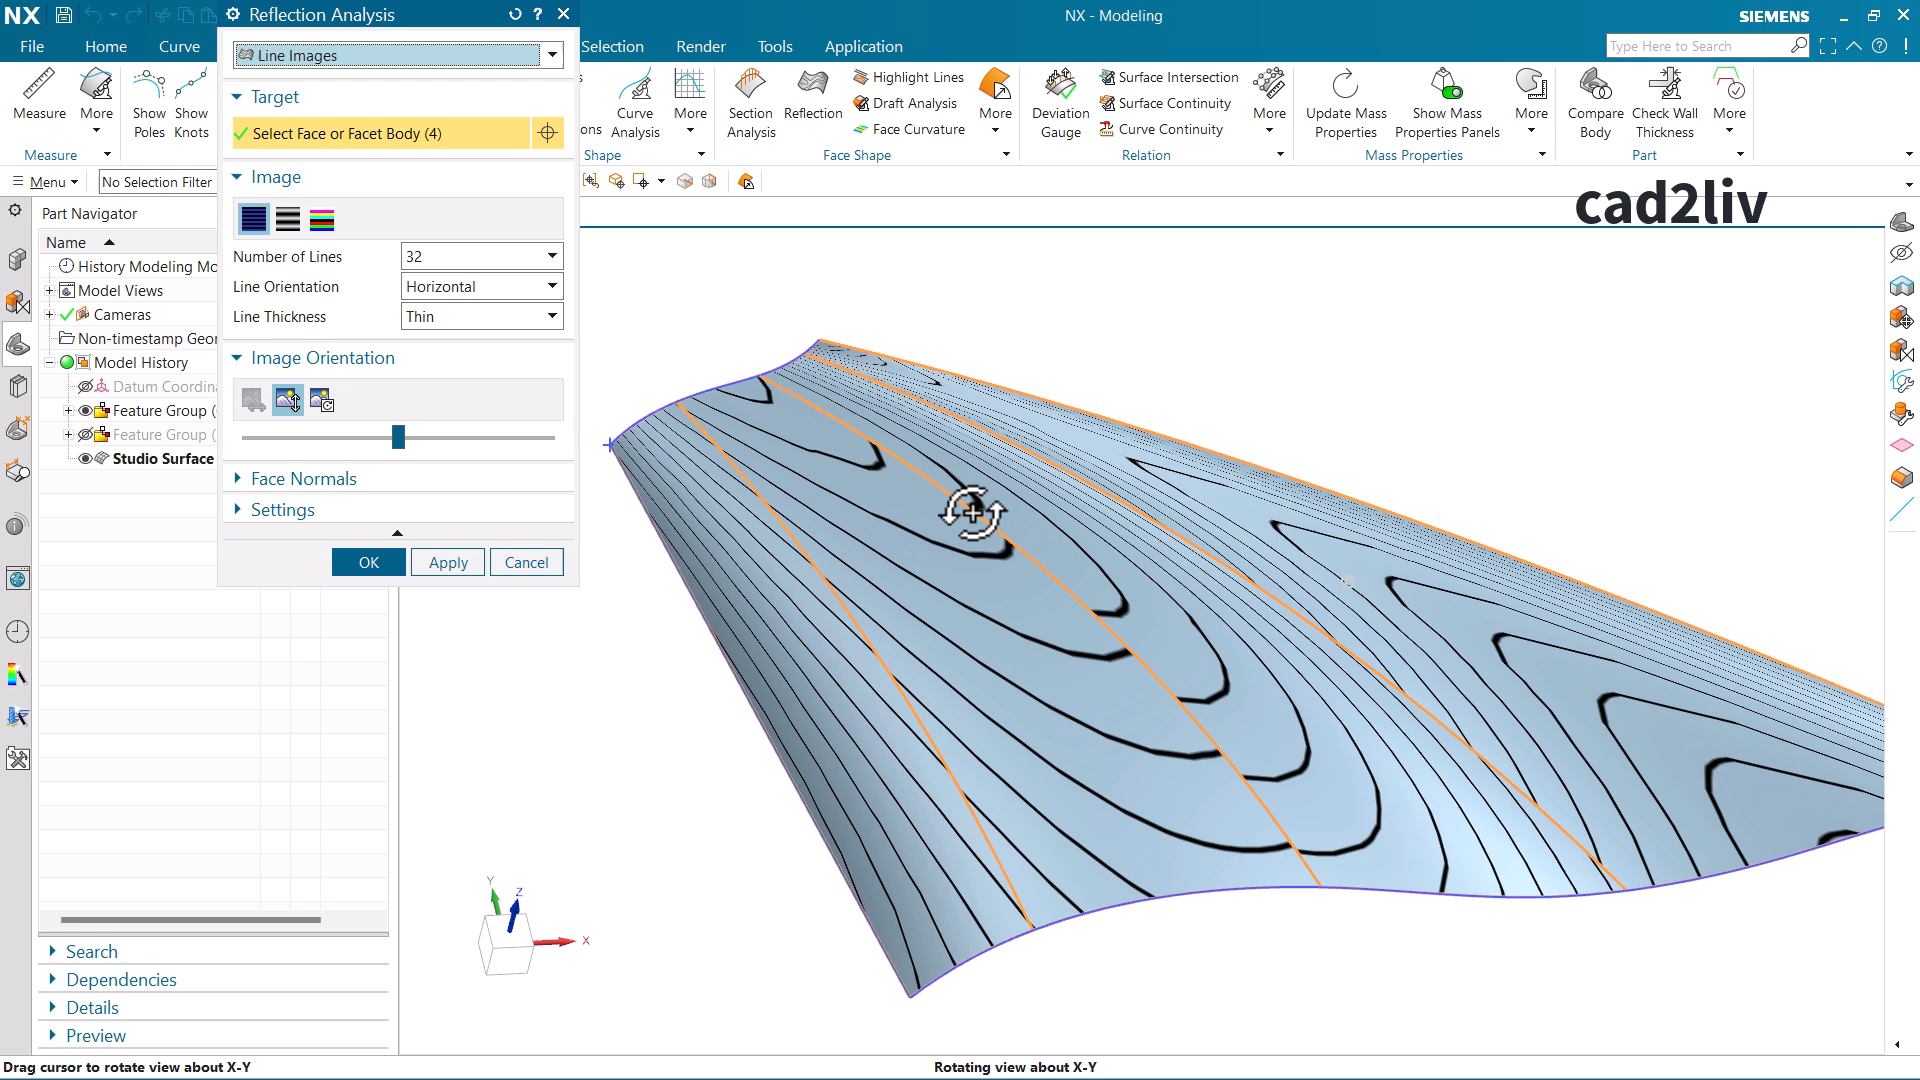 NX
Reflection Analysis
?
NX - Modeling
SIEMENS
File
Home
Curve
Selection
Render
Tools
Application
Type Here to Search
Line Images
Target
Select Face or Facet Body (4)
Measure
More
Show Poles
Show Knots
Measure
ons
Curve Analysis
More
Shape
Section Analysis
Reflection
Highlight Lines
Draft Analysis
Face Curvature
More
Face Shape
Deviation Gauge
Surface Intersection
Surface Continuity
Curve Continuity
More
Relation
Update Mass Properties
Show Mass Properties Panels
More
Mass Properties
Compare Body
Check Wall Thickness
More
Part
Menu
No Selection Filter
cad2liv
Image
Number of Lines 32
Line Orientation Horizontal
Line Thickness Thin
Image Orientation
Face Normals
Settings
OK
Apply
Cancel
Part Navigator
Name
History Modeling Mo
Model Views
Cameras
Non-timestamp Geor
Model History
Datum Coordina
Feature Group (
Feature Group (
Studio Surface
Search
Dependencies
Details
Preview
Y
Z
X
Drag cursor to rotate view about X-Y
Rotating view about X-Y